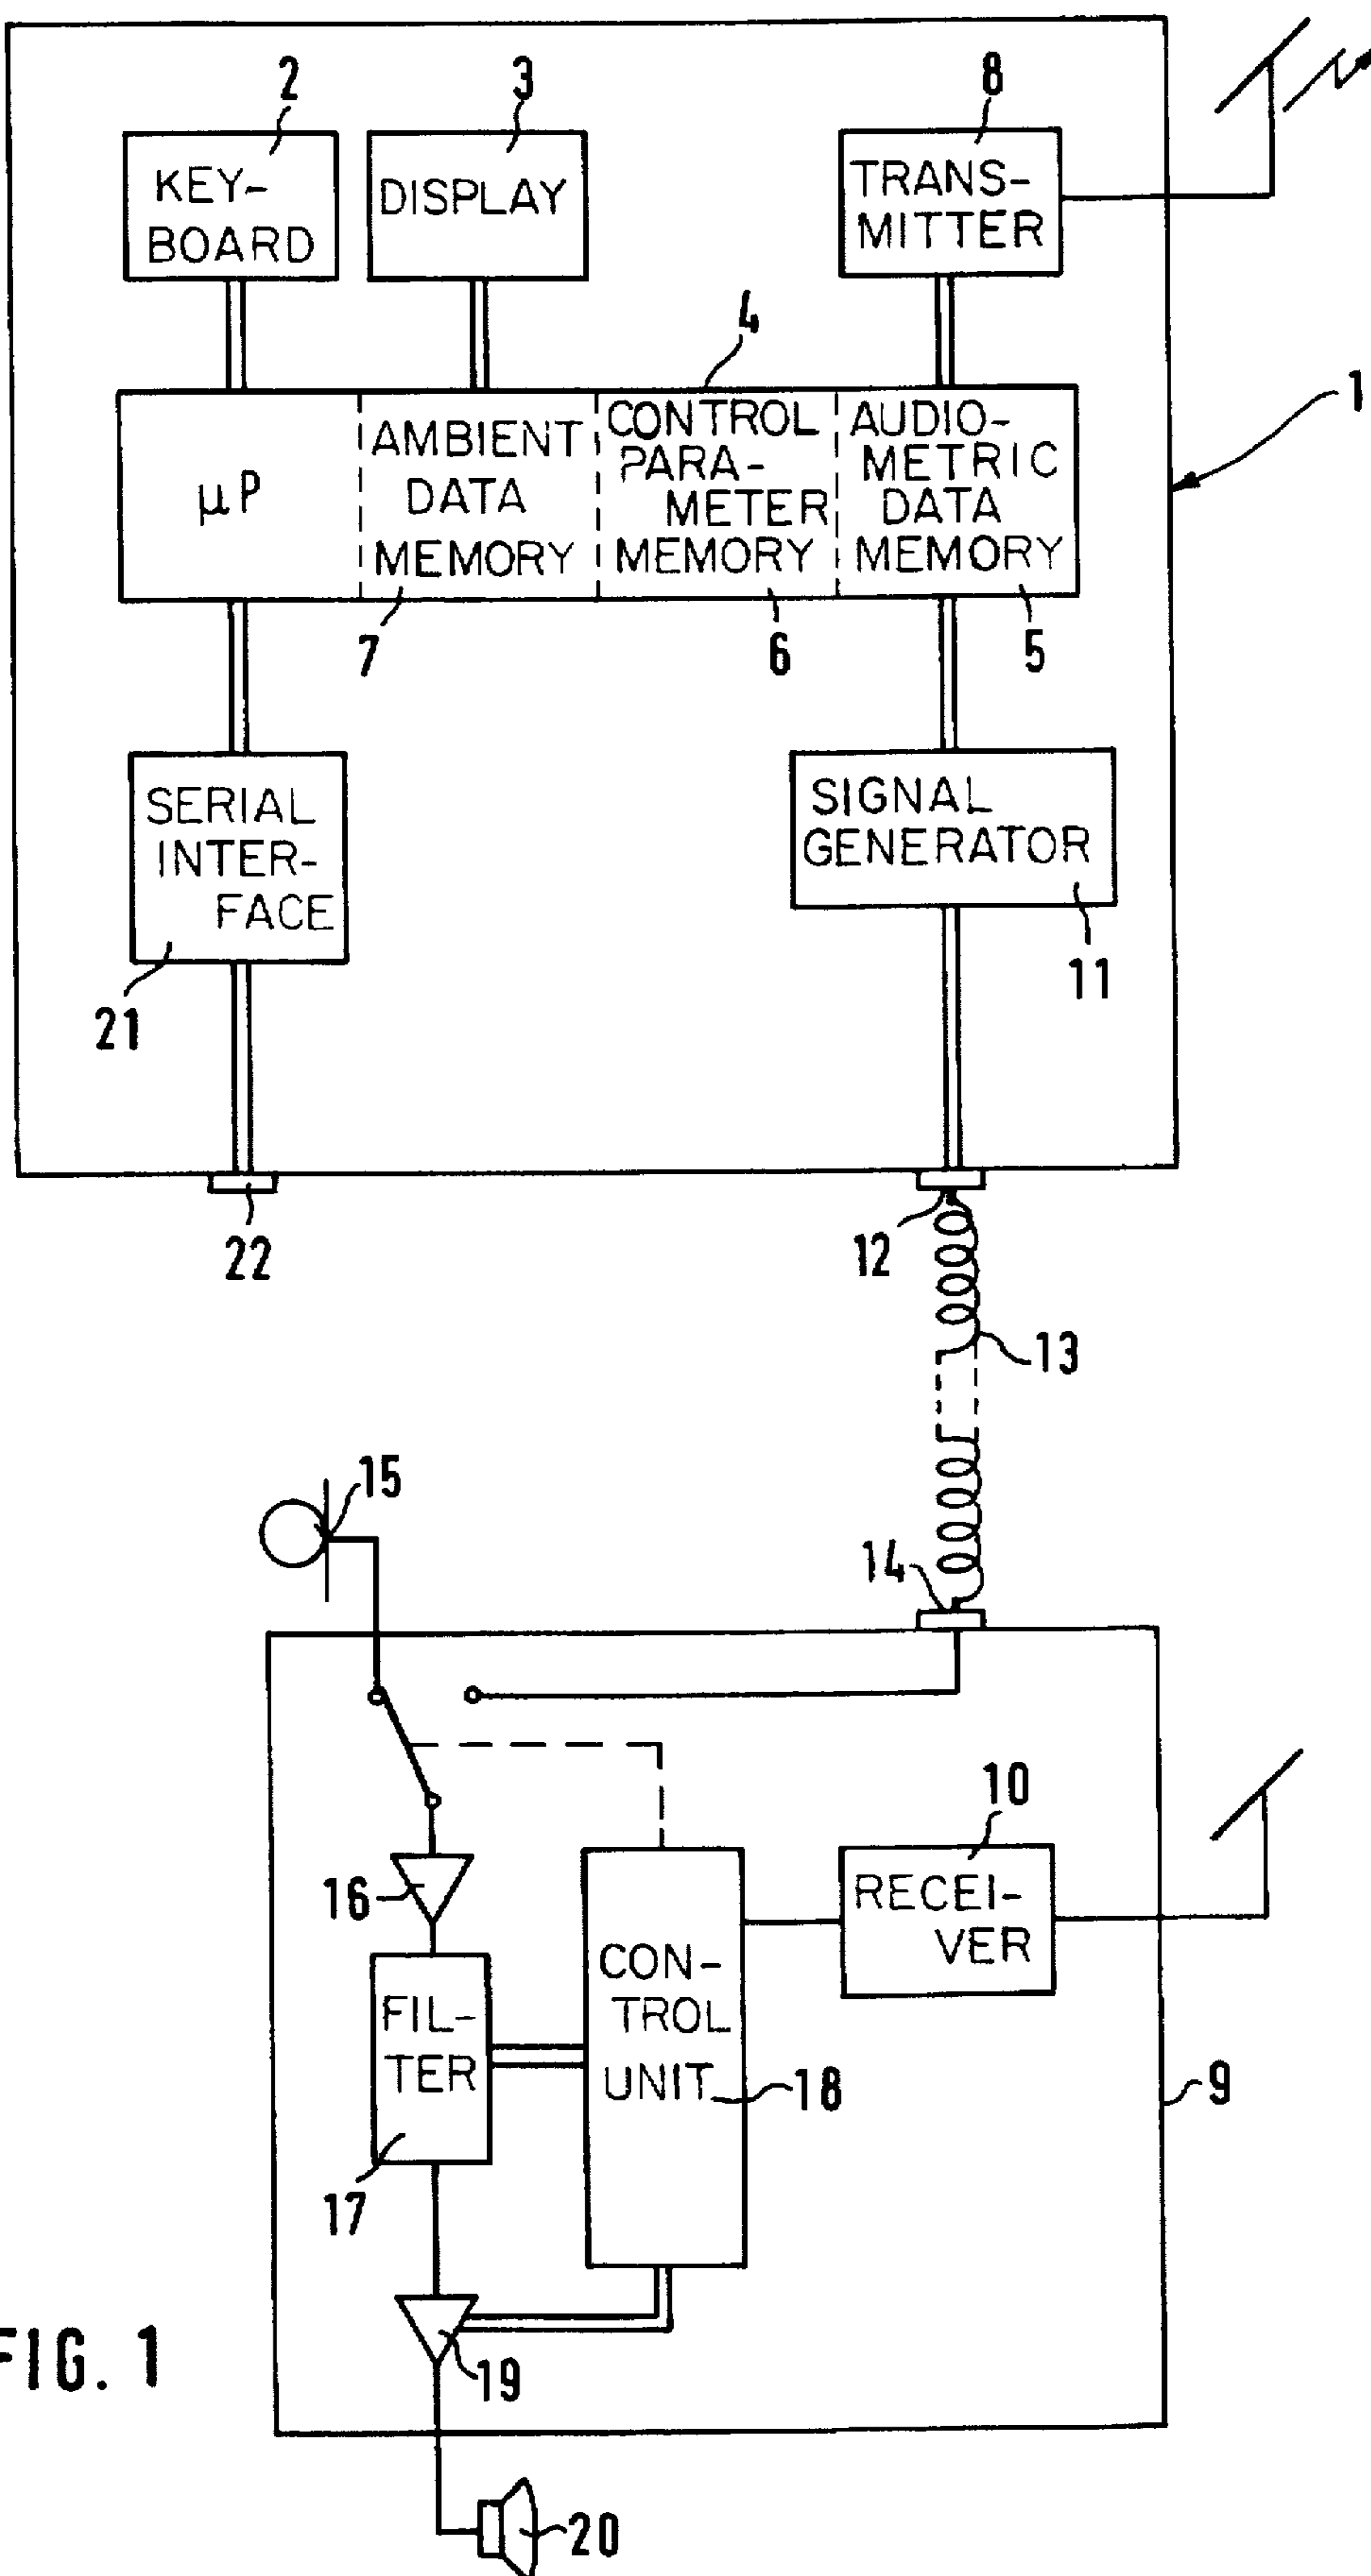 2
3
8
KEY-
BOARD
DISPLAY
TRANS-
MITTER
4
1
μP
AMBIENT
DATA
MEMORY
CONTROL
PARA-
METER
MEMORY
AUDIO-
METRIC
DATA
MEMORY
7
6
5
SERIAL
INTER-
FACE
SIGNAL
GENERATOR
21
11
22
12
13
15
14
10
16
RECEI-
VER
CON-
TROL
UNIT
FIL-
TER
18
9
17
19
FIG. 1
20